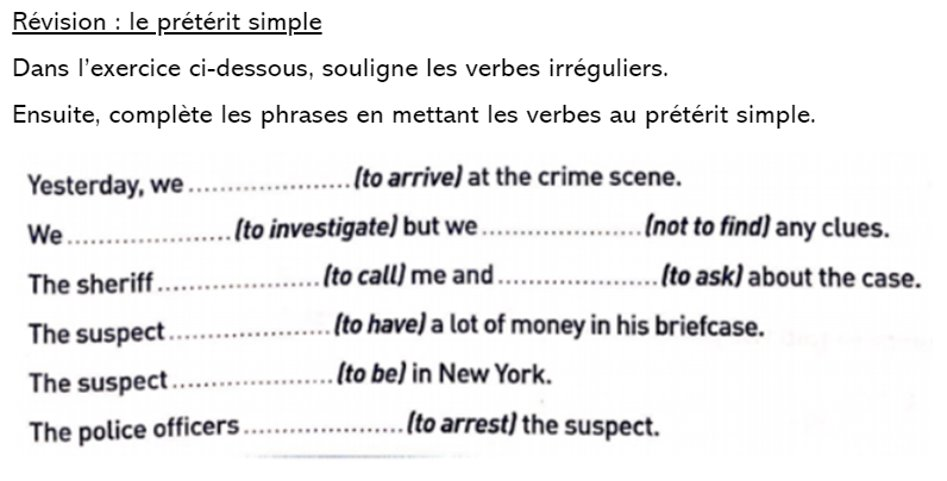 Révision : le prétérit simple
Dans l'exercice ci-dessous, souligne les verbes irréguliers.
Ensuite, complète les phrases en mettant les verbes au prétérit simple.
Yesterday, we .................... (to arrive) at the crime scene.
We .................... (to investigate) but we .................... (not to find) any clues.
The sheriff .................... (to call) me and .................... (to ask) about the case.
The suspect .................... (to have) a lot of money in his briefcase.
The suspect .................... (to be) in New York.
The police officers .................... (to arrest) the suspect.